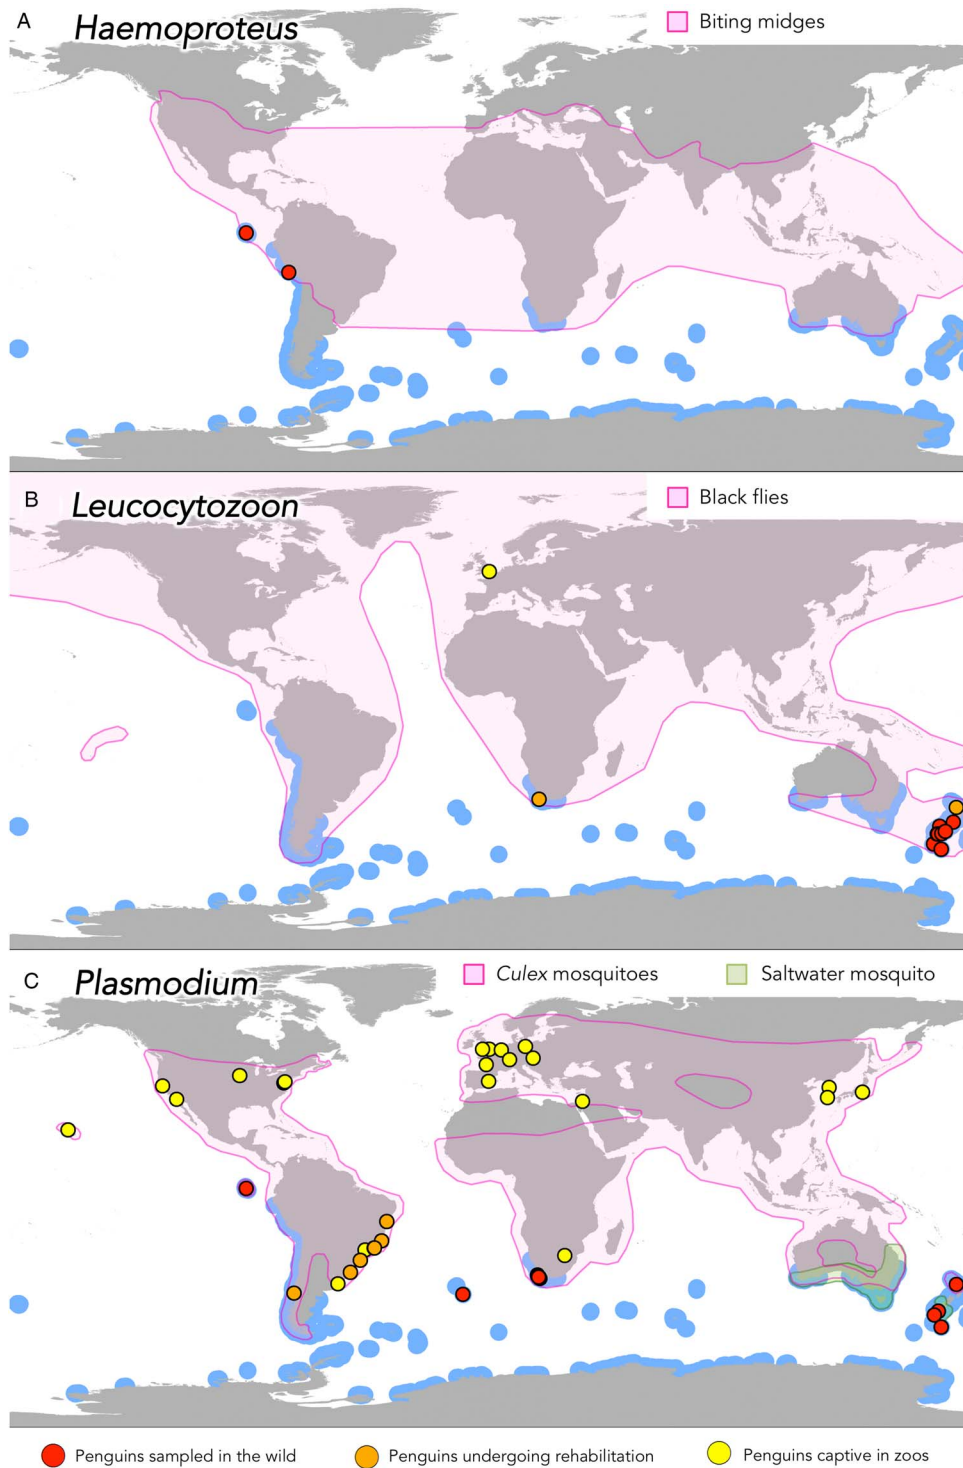 A
Haemoproteus
Biting midges
B
Leucocytozoon
Black flies
C
Plasmodium
Culex mosquitoes
Saltwater mosquito
Penguins sampled in the wild
Penguins undergoing rehabilitation
Penguins captive in zoos